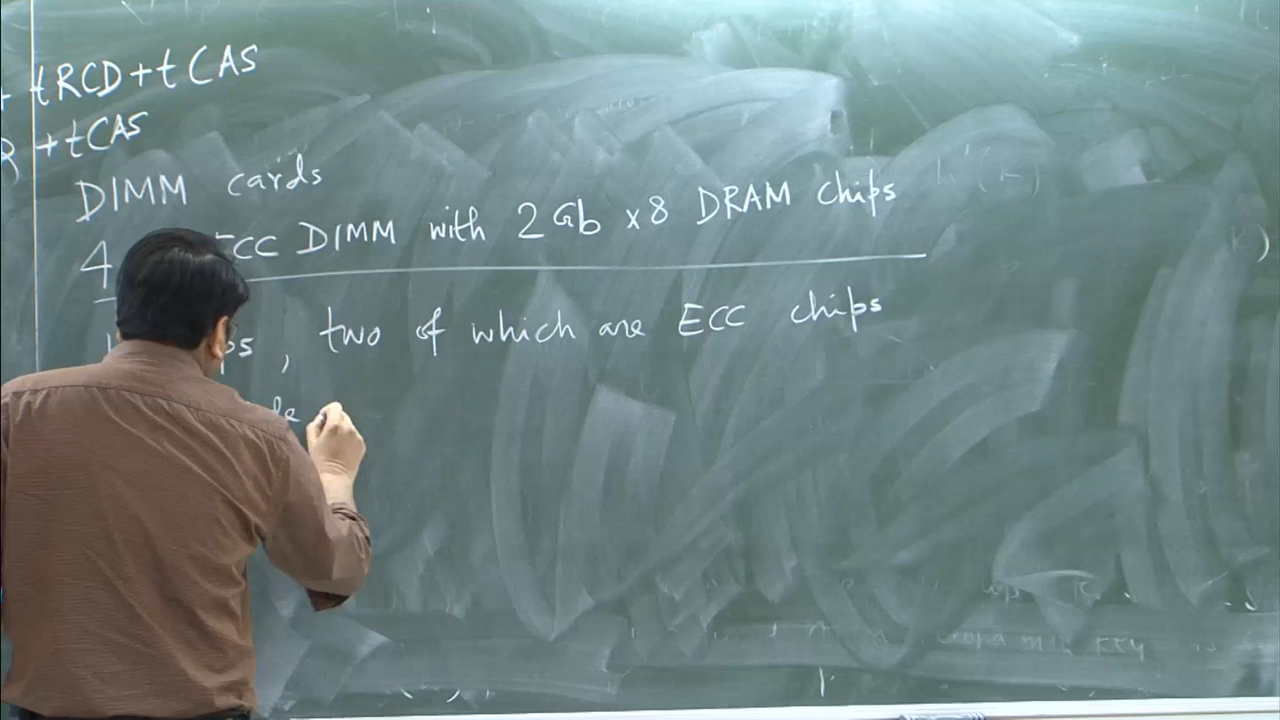 + tRCD+tCAS
+tCAS
DIMM cards
4 ECC DIMM with 2Gb x8 DRAM chips
, two of which are ECC chips